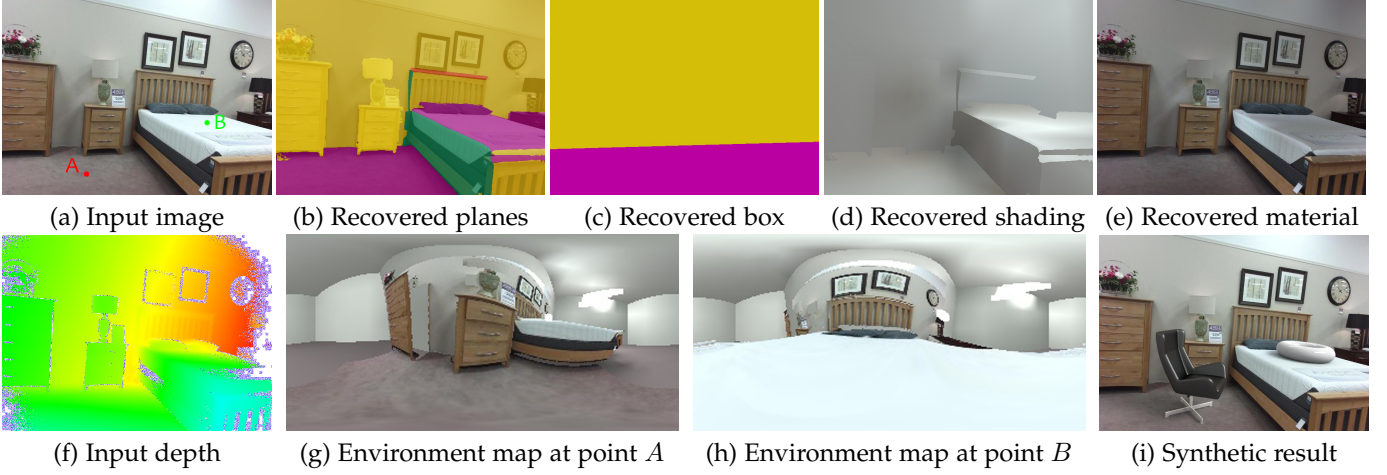 A
B
(a) Input image
(b) Recovered planes
(c) Recovered box
(d) Recovered shading
(e) Recovered material
(f) Input depth
(g) Environment map at point A
(h) Environment map at point B
(i) Synthetic result